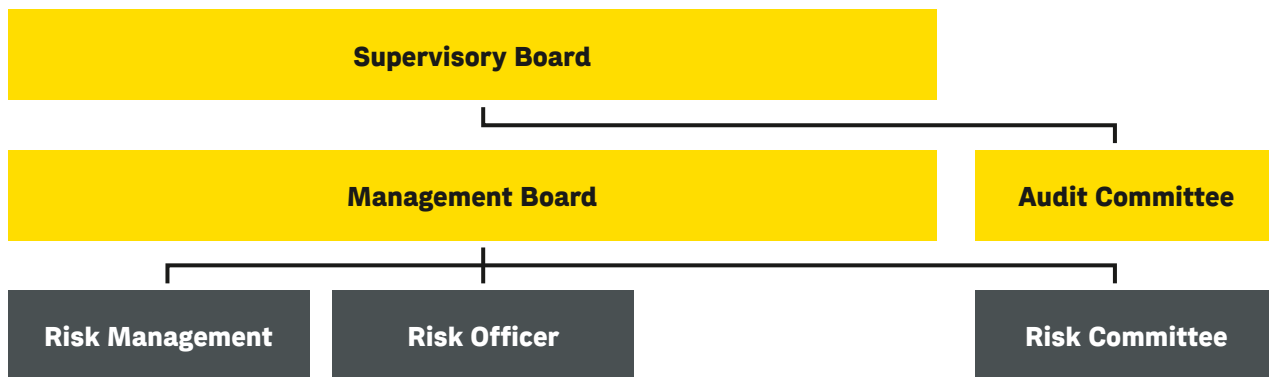 Supervisory Board
Management Board
Audit Committee
Risk Management
Risk Officer
Risk Committee